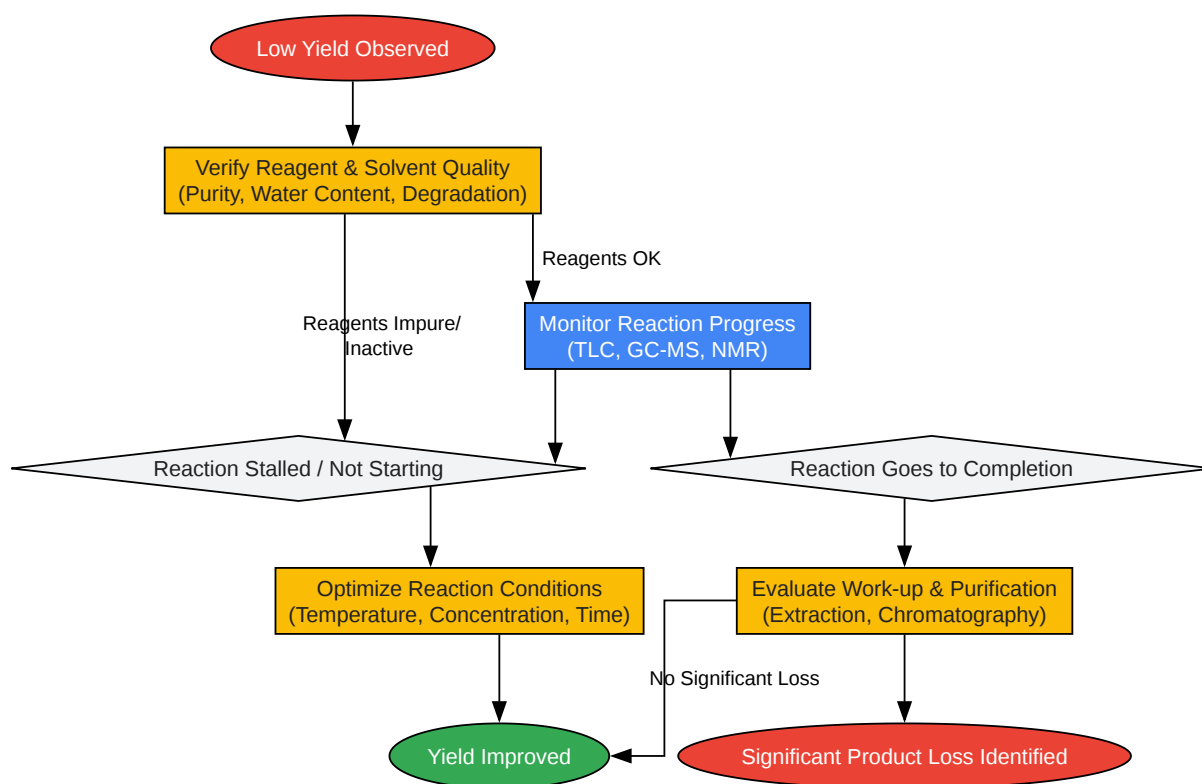 Low Yield Observed
Verify Reagent & Solvent Quality
(Purity, Water Content, Degradation)
Reagents OK
Reagents Impure/
Inactive
Monitor Reaction Progress
(TLC, GC-MS, NMR)
Reaction Stalled / Not Starting
Reaction Goes to Completion
Optimize Reaction Conditions
(Temperature, Concentration, Time)
Evaluate Work-up & Purification
(Extraction, Chromatography)
No Significant Loss
Yield Improved
Significant Product Loss Identified